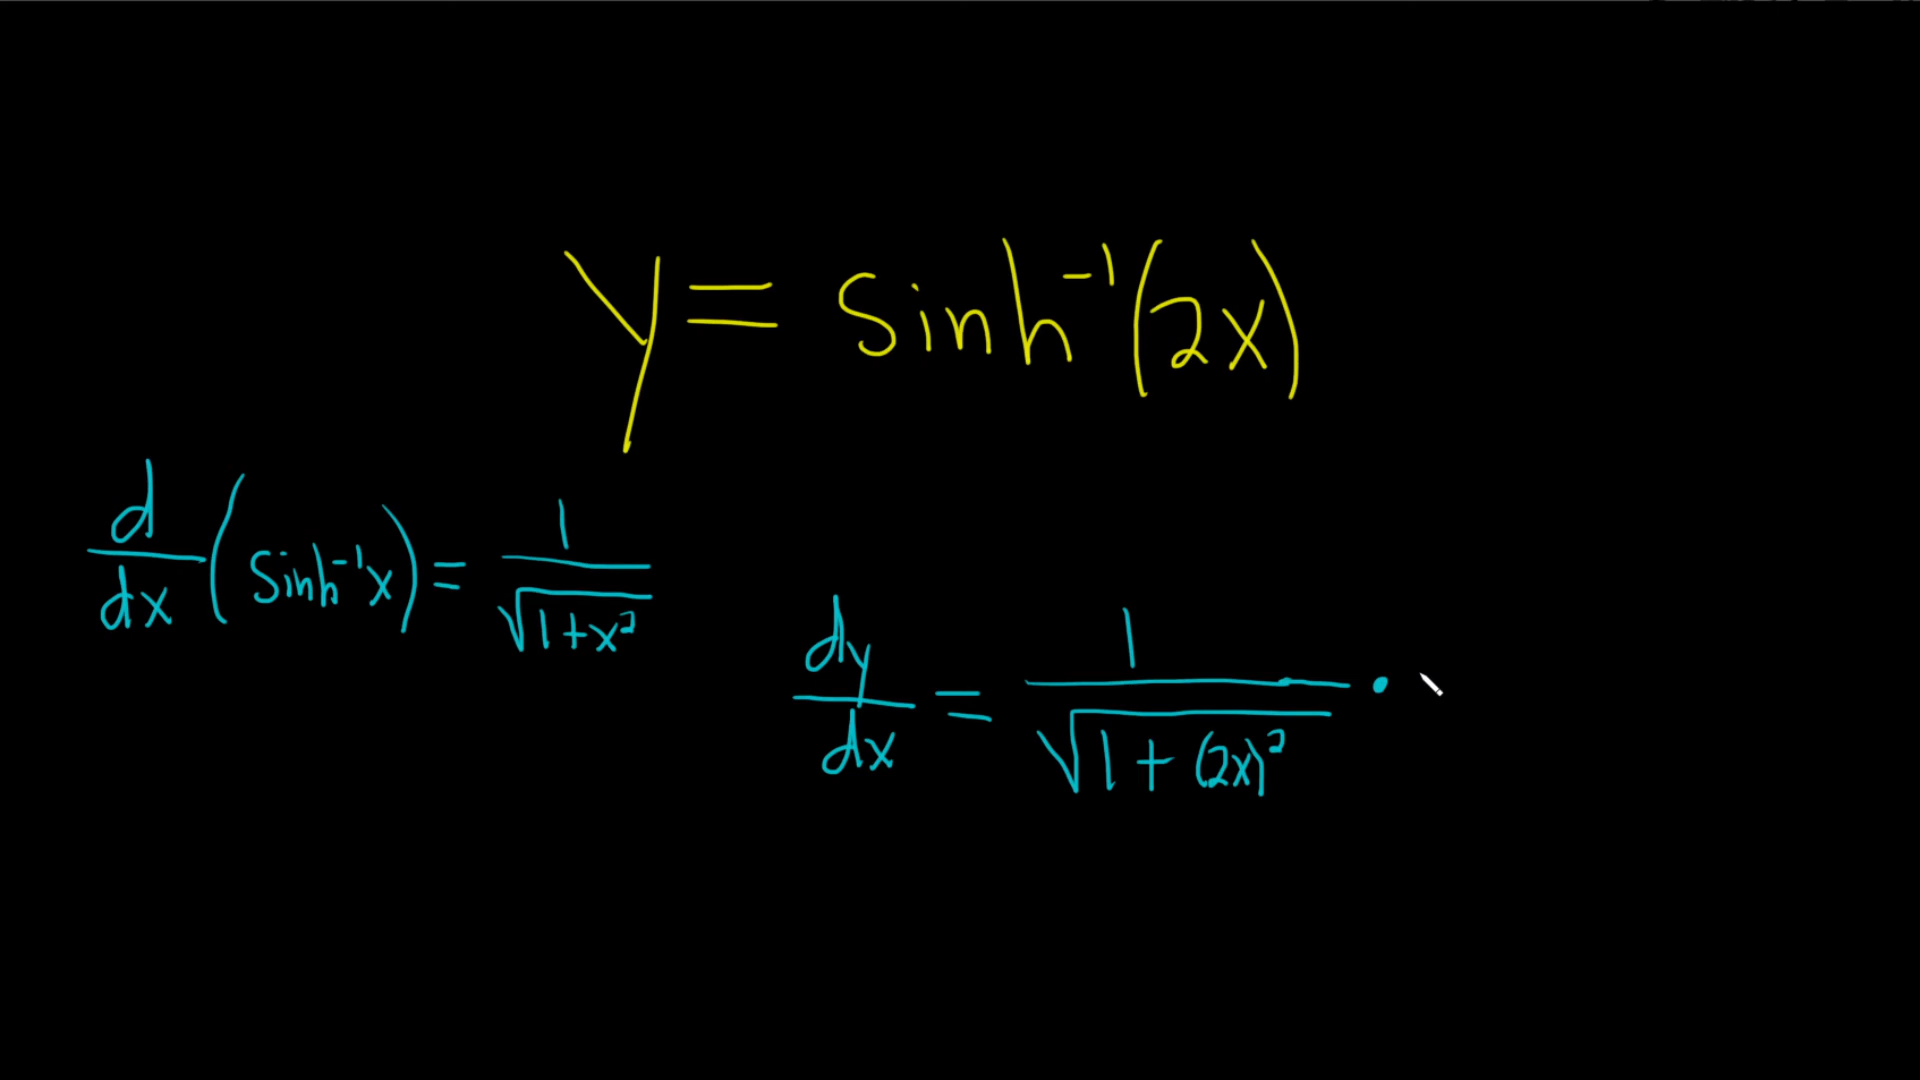 y = Sinh⁻¹(2x)
d/dx (Sinh⁻¹x) = 1/√(1+x²)
dy/dx = 1/√(1+(2x)²) ·